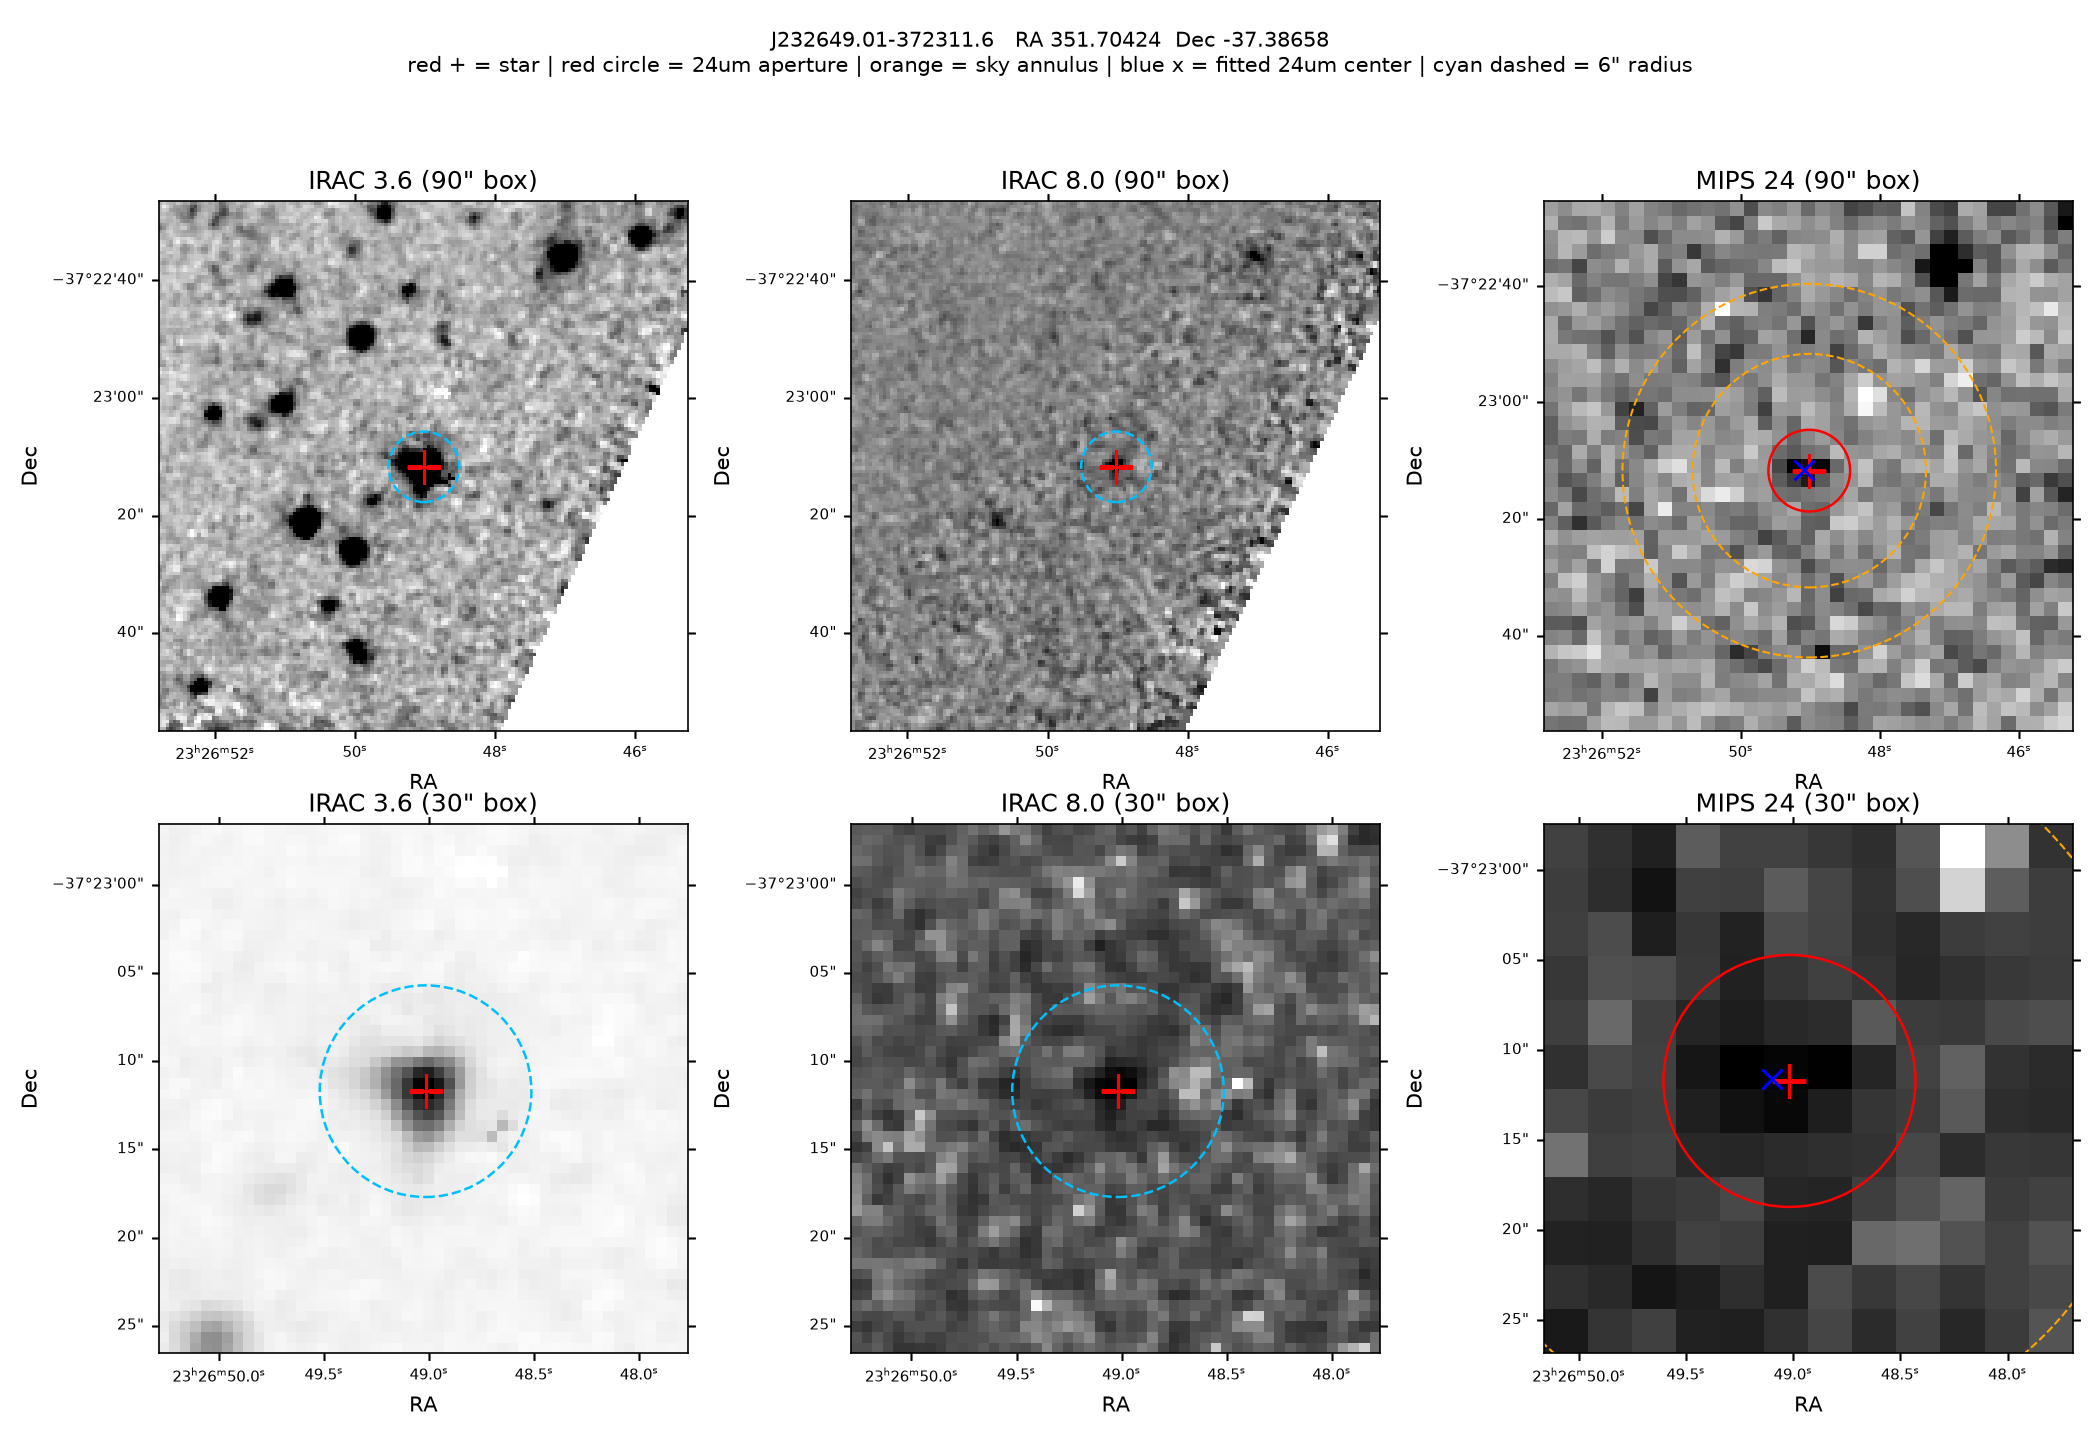 J232649.01-372311.6   RA 351.70424  Dec -37.38658
red + = star | red circle = 24um aperture | orange = sky annulus | blue x = fitted 24um center | cyan dashed = 6" radius
IRAC 3.6 (90" box)
−37°22'40"
23'00"
20"
40"
Dec
23ʰ26ᵐ52ˢ
50ˢ
48ˢ
46ˢ
RA
IRAC 8.0 (90" box)
−37°22'40"
23'00"
20"
40"
Dec
23ʰ26ᵐ52ˢ
50ˢ
48ˢ
46ˢ
RA
MIPS 24 (90" box)
−37°22'40"
23'00"
20"
40"
Dec
23ʰ26ᵐ52ˢ
50ˢ
48ˢ
46ˢ
RA
IRAC 3.6 (30" box)
−37°23'00"
05"
10"
15"
20"
25"
Dec
23ʰ26ᵐ50.0ˢ
49.5ˢ
49.0ˢ
48.5ˢ
48.0ˢ
RA
IRAC 8.0 (30" box)
−37°23'00"
05"
10"
15"
20"
25"
Dec
23ʰ26ᵐ50.0ˢ
49.5ˢ
49.0ˢ
48.5ˢ
48.0ˢ
RA
MIPS 24 (30" box)
−37°23'00"
05"
10"
15"
20"
25"
Dec
23ʰ26ᵐ50.0ˢ
49.5ˢ
49.0ˢ
48.5ˢ
48.0ˢ
RA